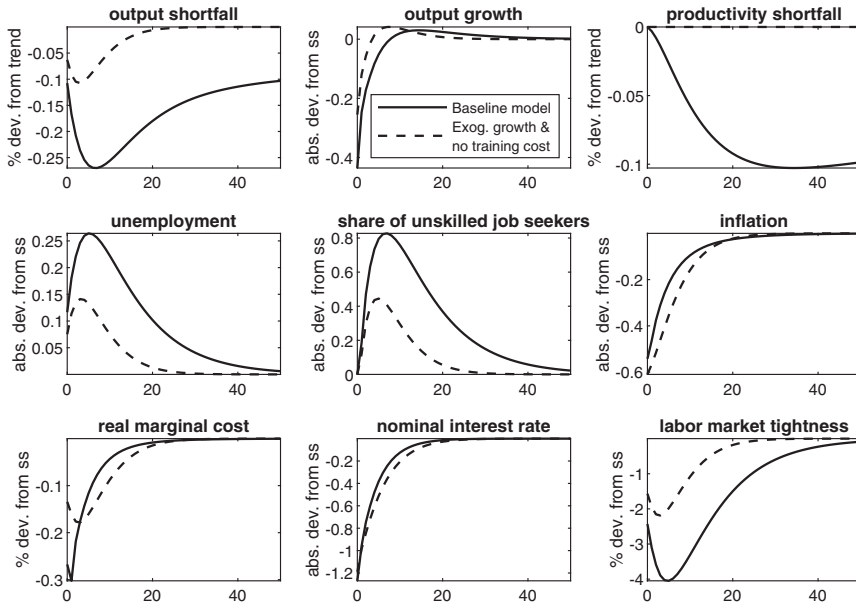 output shortfall
% dev. from trend
-0.05
-0.1
-0.15
-0.2
-0.25
0 20 40
output growth
abs. dev. from ss
0
-0.2
-0.4
Baseline model
Exog. growth &
no training cost
0 20 40
productivity shortfall
% dev. from trend
0
-0.05
-0.1
0 20 40
unemployment
abs. dev. from ss
0.25
0.2
0.15
0.1
0.05
0 20 40
share of unskilled job seekers
abs. dev. from ss
0.8
0.6
0.4
0.2
0
0 20 40
inflation
abs. dev. from ss
-0.2
-0.4
-0.6
0 20 40
real marginal cost
% dev. from ss
-0.1
-0.2
-0.3
0 20 40
nominal interest rate
abs. dev. from ss
-0.2
-0.4
-0.6
-0.8
-1
-1.2
0 20 40
labor market tightness
% dev. from ss
-1
-2
-3
-4
0 20 40